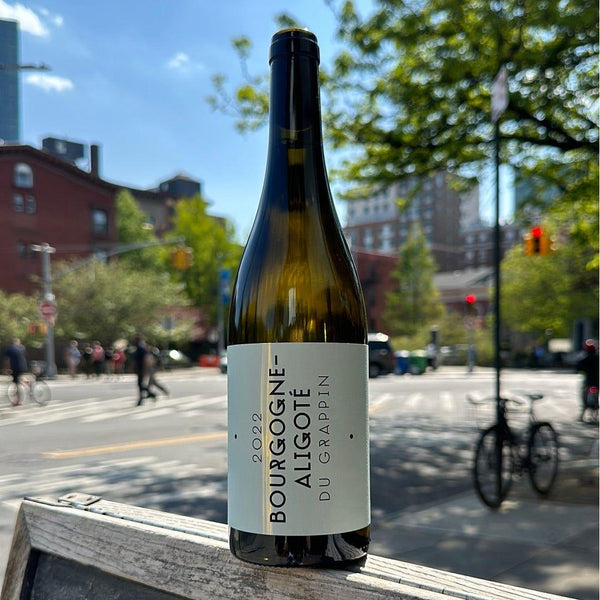 2022
BOURGOGNE-
ALIGOTÉ
DU GRAPPIN